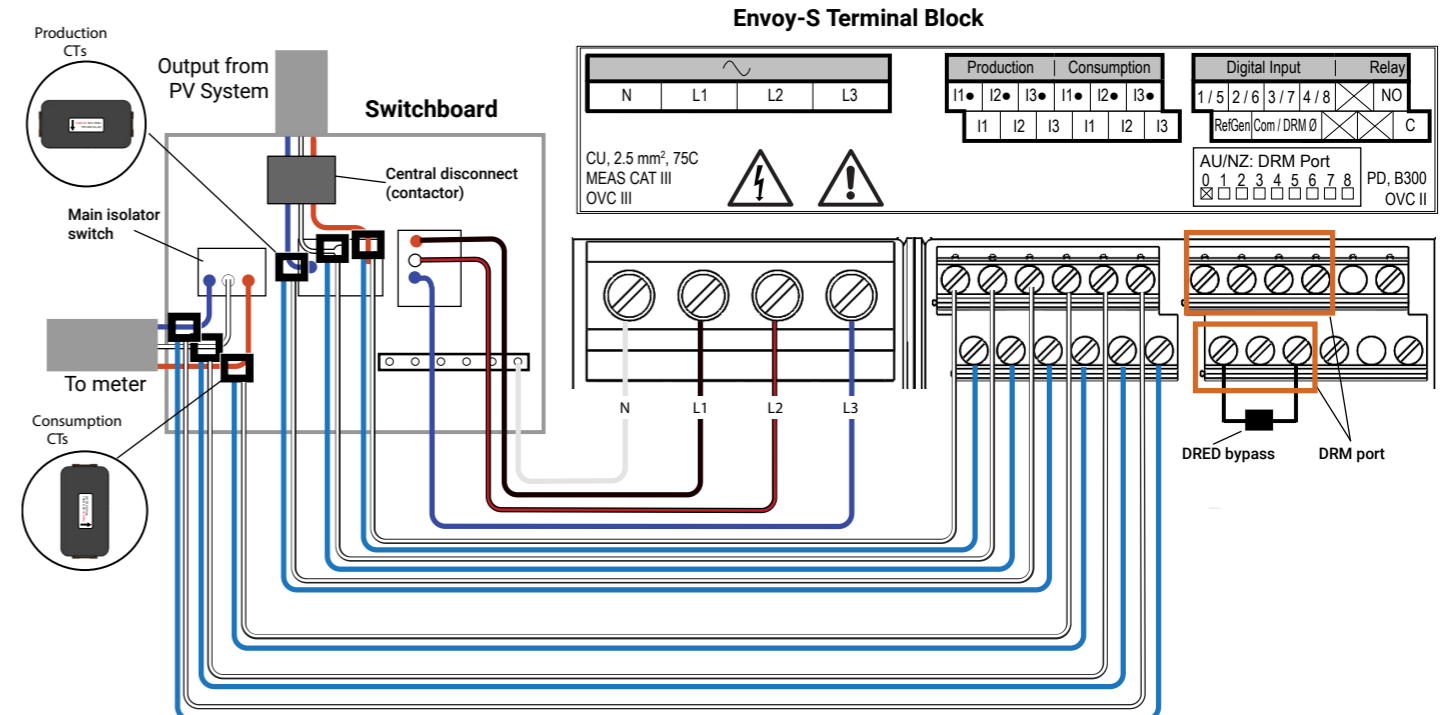 Envoy-S Terminal Block
Production
CTs
Output from
PV System
Switchboard
Central disconnect
(contactor)
Main isolator
switch
To meter
Consumption
CTs
N L1 L2 L3
Production | Consumption
I1● I2● I3● I1● I2● I3●
I1 I2 I3 I1 I2 I3
Digital Input | Relay
1 / 5 2 / 6 3 / 7 4 / 8 NO
RefGen Com / DRM Ø C
CU, 2.5 mm², 75C
MEAS CAT III
OVC III
AU/NZ: DRM Port
0 1 2 3 4 5 6 7 8
PD, B300
OVC II
N L1 L2 L3
DRED bypass
DRM port